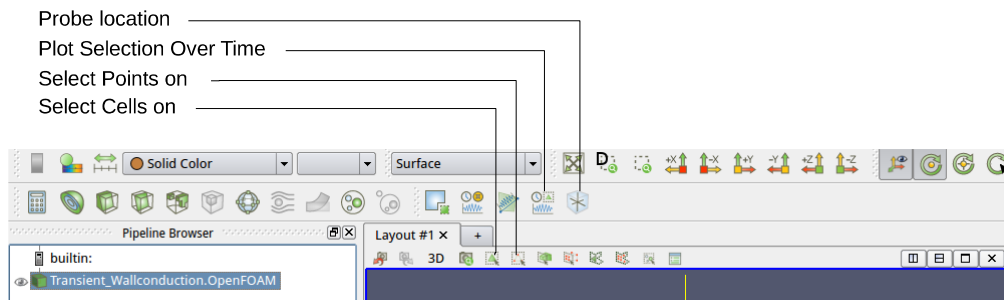 Probe location
Plot Selection Over Time
Select Points on
Select Cells on
Solid Color
Surface
D
+X
-X
+Y
-Y
+Z
-Z
Pipeline Browser
Layout #1
+
builtin:
3D
Transient_Wallconduction.OpenFOAM